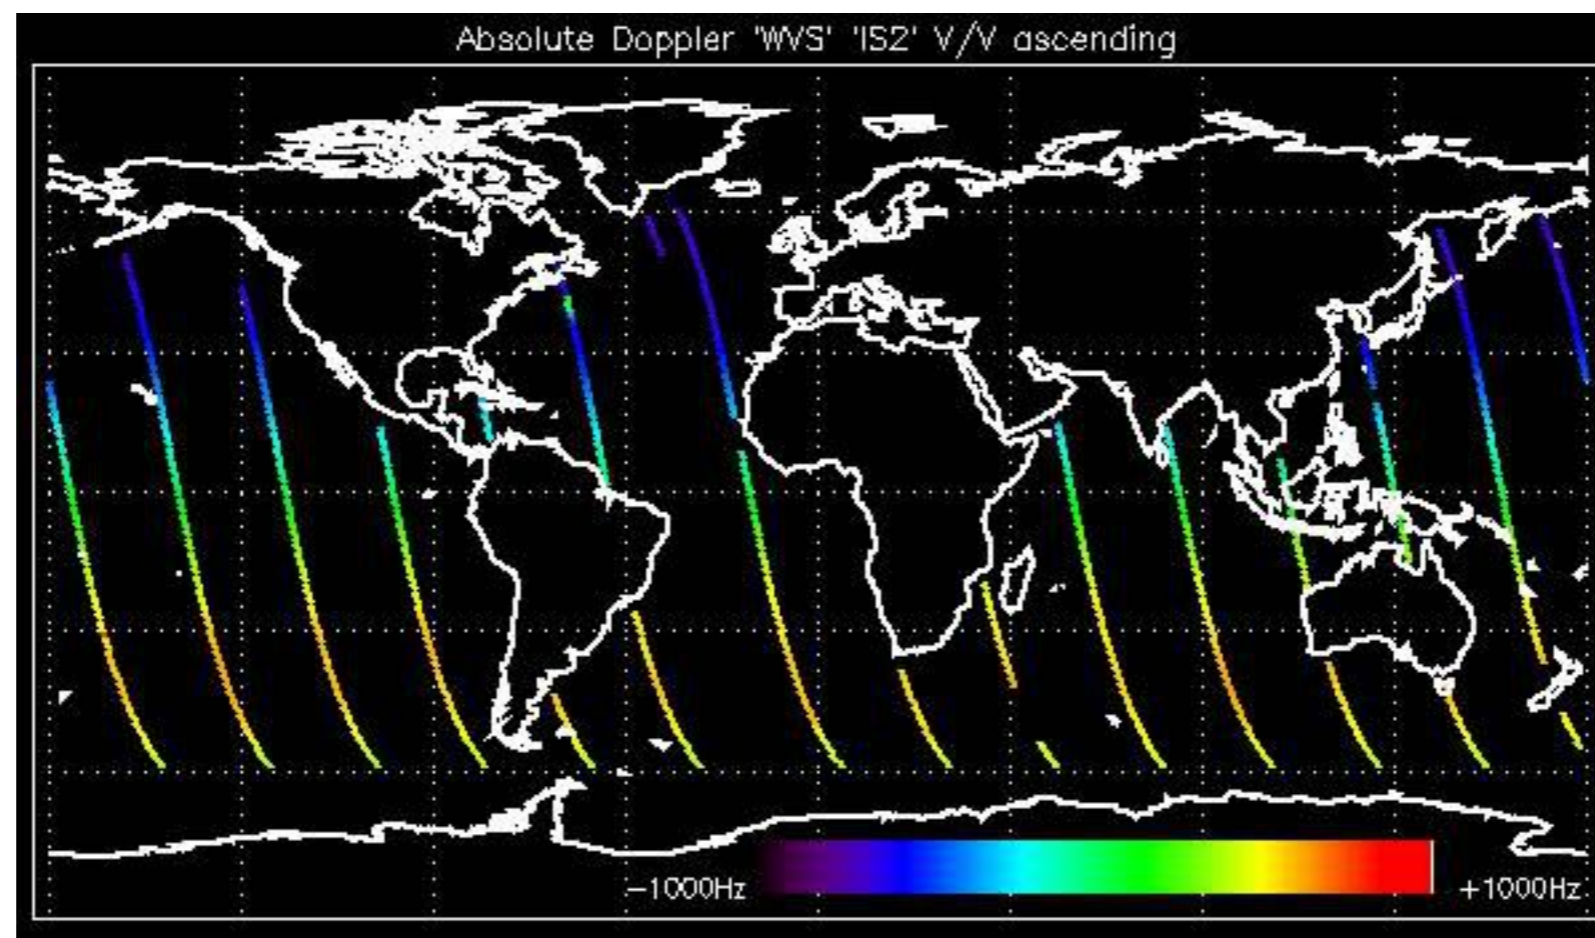 Absolute Doppler 'WVS' 'IS2' V/V ascending
−1000Hz +1000Hz